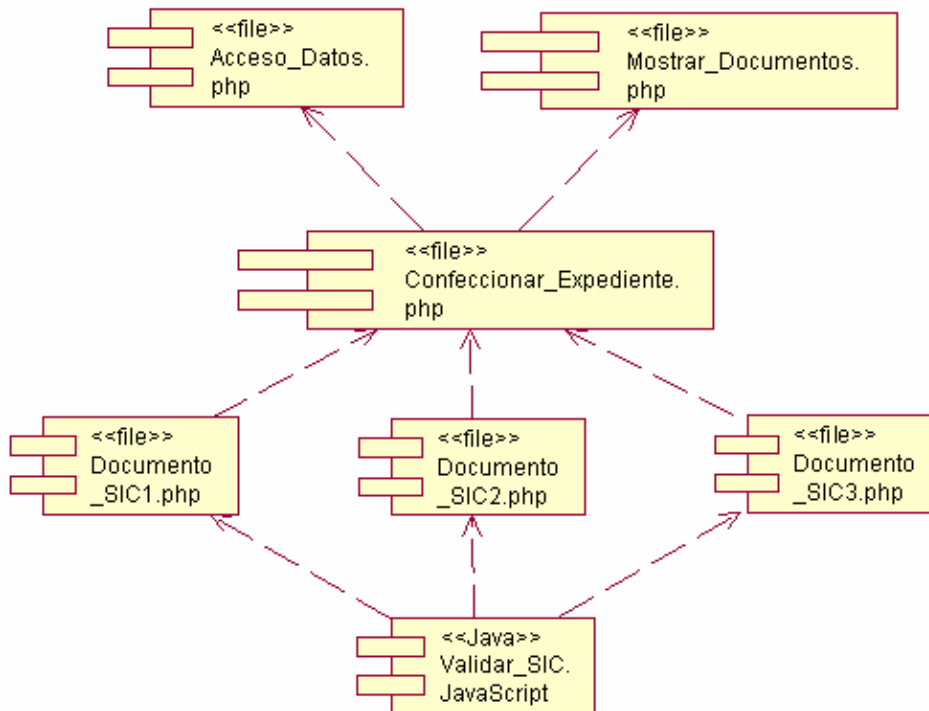 <<file>>
Acceso_Datos.
php
<<file>>
Mostrar_Documentos.
php
<<file>>
Confeccionar_Expediente.
php
<<file>>
Documento
_SIC1.php
<<file>>
Documento
_SIC2.php
<<file>>
Documento
_SIC3.php
<<Java>>
Validar_SIC.
JavaScript